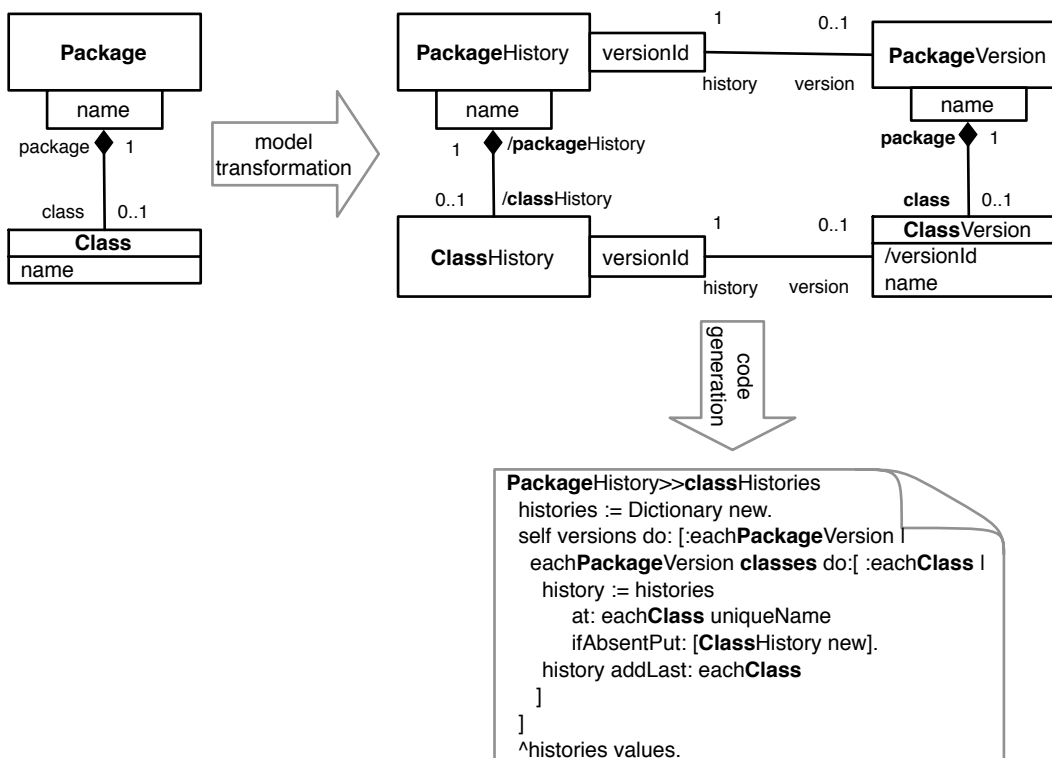 Package
name
package 1
class 0..1
Class
name
model
transformation
PackageHistory
versionId
name
1 /packageHistory
0..1 /classHistory
ClassHistory
versionId
1 0..1
history version
PackageVersion
name
package 1
class 0..1
ClassVersion
/versionId
name
1 0..1
history version
code
generation
PackageHistory>>classHistories
histories := Dictionary new.
self versions do: [:eachPackageVersion |
eachPackageVersion classes do:[ :eachClass |
history := histories
at: eachClass uniqueName
ifAbsentPut: [ClassHistory new].
history addLast: eachClass
]
]
^histories values.